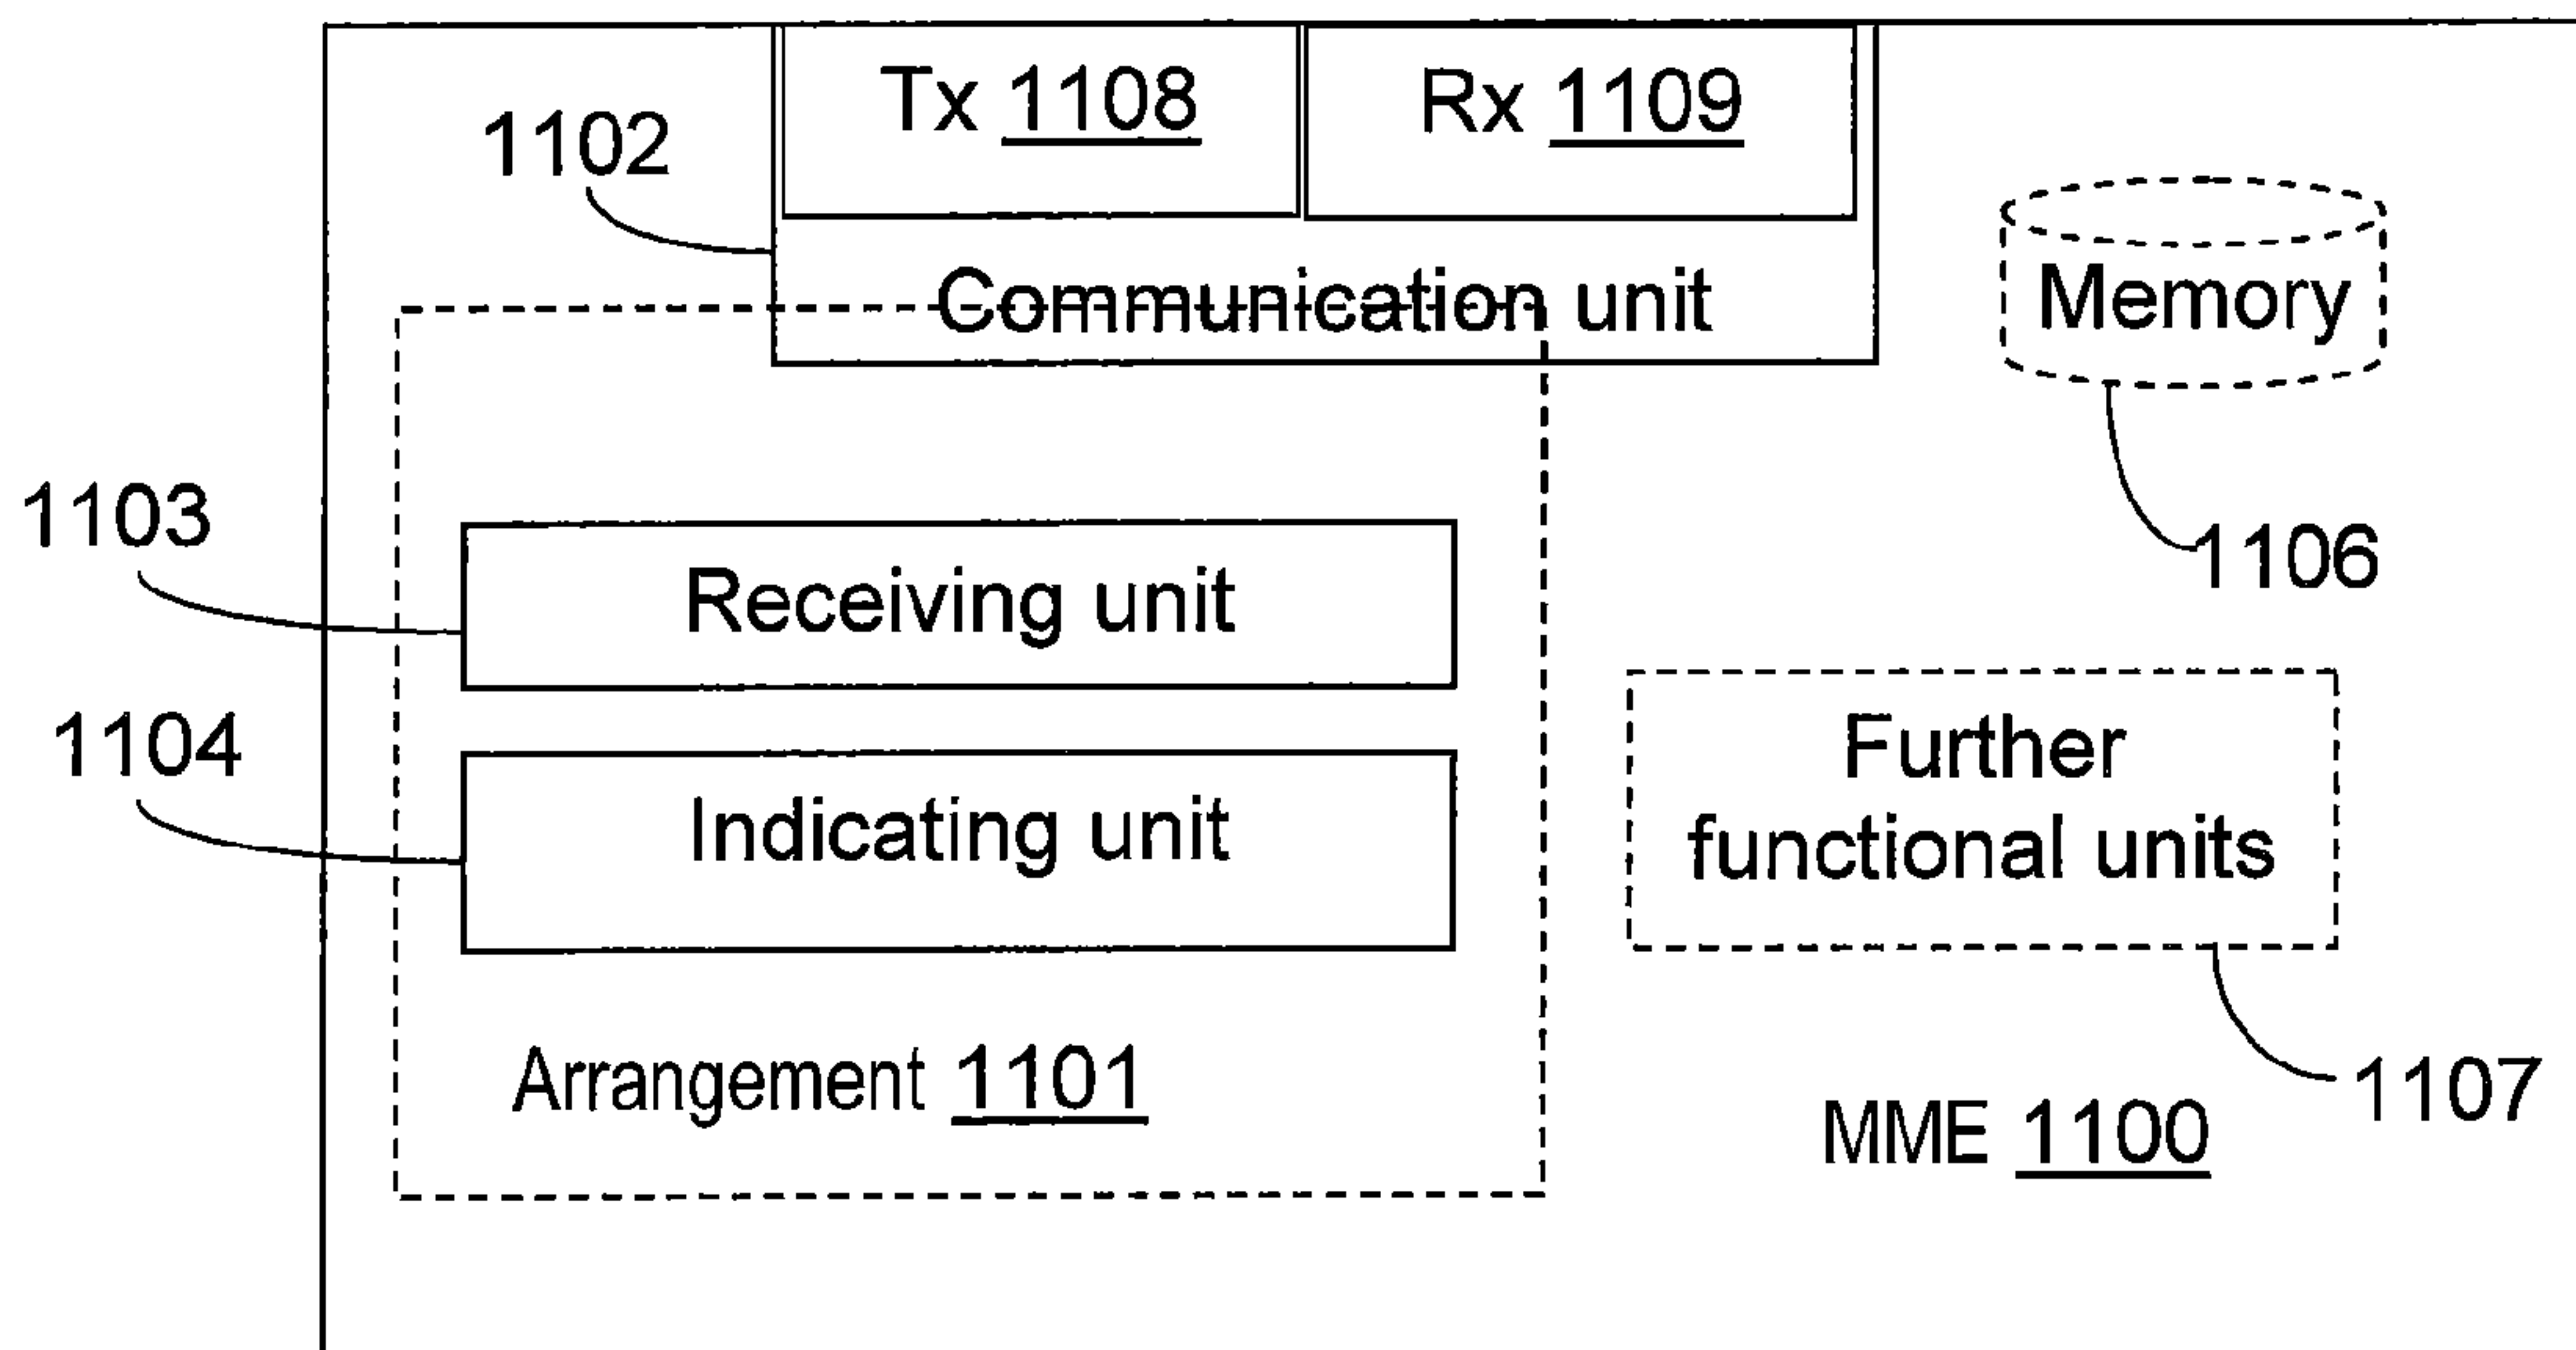 Tx 1108
Rx 1109
1102
Communication unit
Memory
1103
Receiving unit
1106
1104
Indicating unit
Further
functional units
Arrangement 1101
1107
MME 1100